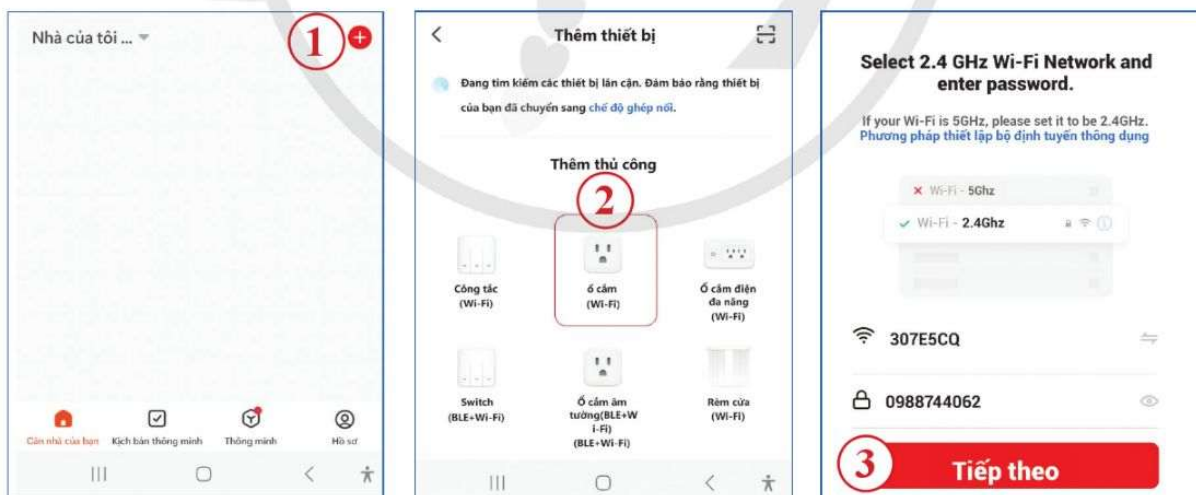 Nhà của tôi ...
1
Căn nhà của bạn
Kịch bản thông minh
Thông minh
Hồ sơ
Thêm thiết bị
Đang tìm kiếm các thiết bị lân cận. Đảm bảo rằng thiết bị
của bạn đã chuyển sang chế độ ghép nối.
Thêm thủ công
2
Công tắc
(Wi-Fi)
ổ cắm
(Wi-Fi)
Ổ cắm điện
đa năng
(Wi-Fi)
Switch
(BLE+Wi-Fi)
Ổ cắm âm
tường(BLE+W
i-Fi)
(BLE+Wi-Fi)
Rèm cửa
(Wi-Fi)
Select 2.4 GHz Wi-Fi Network and
enter password.
If your Wi-Fi is 5GHz, please set it to be 2.4GHz.
Phương pháp thiết lập bộ định tuyến thông dụng
Wi-Fi - 5Ghz
Wi-Fi - 2.4Ghz
307E5CQ
0988744062
3
Tiếp theo